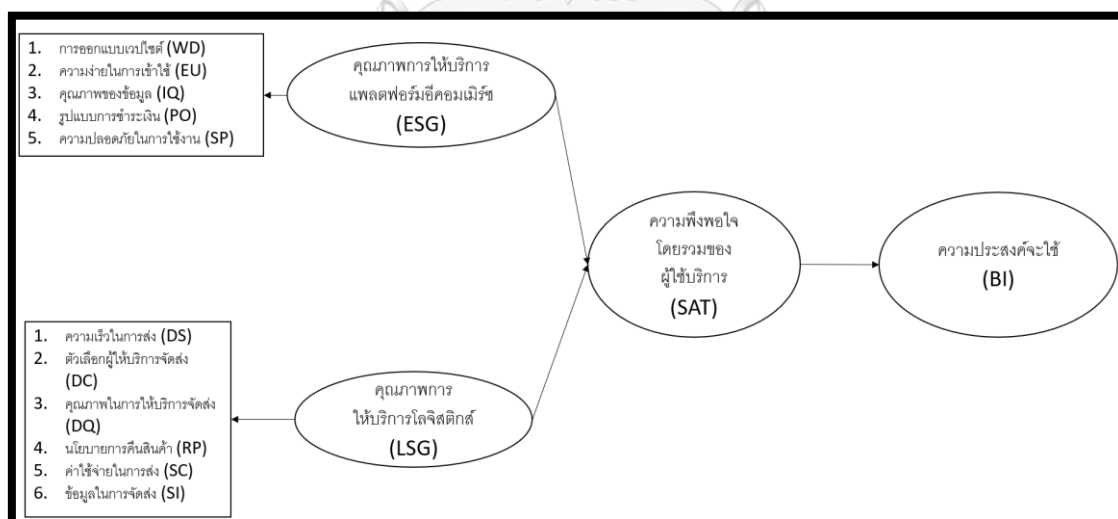 1. การออกแบบเวปไซต์ (WD)
2. ความง่ายในการเข้าใช้ (EU)
3. คุณภาพของข้อมูล (IQ)
4. รูปแบบการชำระเงิน (PO)
5. ความปลอดภัยในการใช้งาน (SP)
คุณภาพการให้บริการ
แพลตฟอร์มอีคอมเมิร์ซ
(ESG)
ความพึงพอใจ
โดยรวมของ
ผู้ใช้บริการ
(SAT)
ความประสงค์จะใช้
(BI)
1. ความเร็วในการส่ง (DS)
2. ตัวเลือกผู้ให้บริการจัดส่ง
(DC)
3. คุณภาพในการให้บริการจัดส่ง
(DQ)
4. นโยบายการคืนสินค้า (RP)
5. ค่าใช้จ่ายในการส่ง (SC)
6. ข้อมูลในการจัดส่ง (SI)
คุณภาพการ
ให้บริการโลจิสติกส์
(LSG)